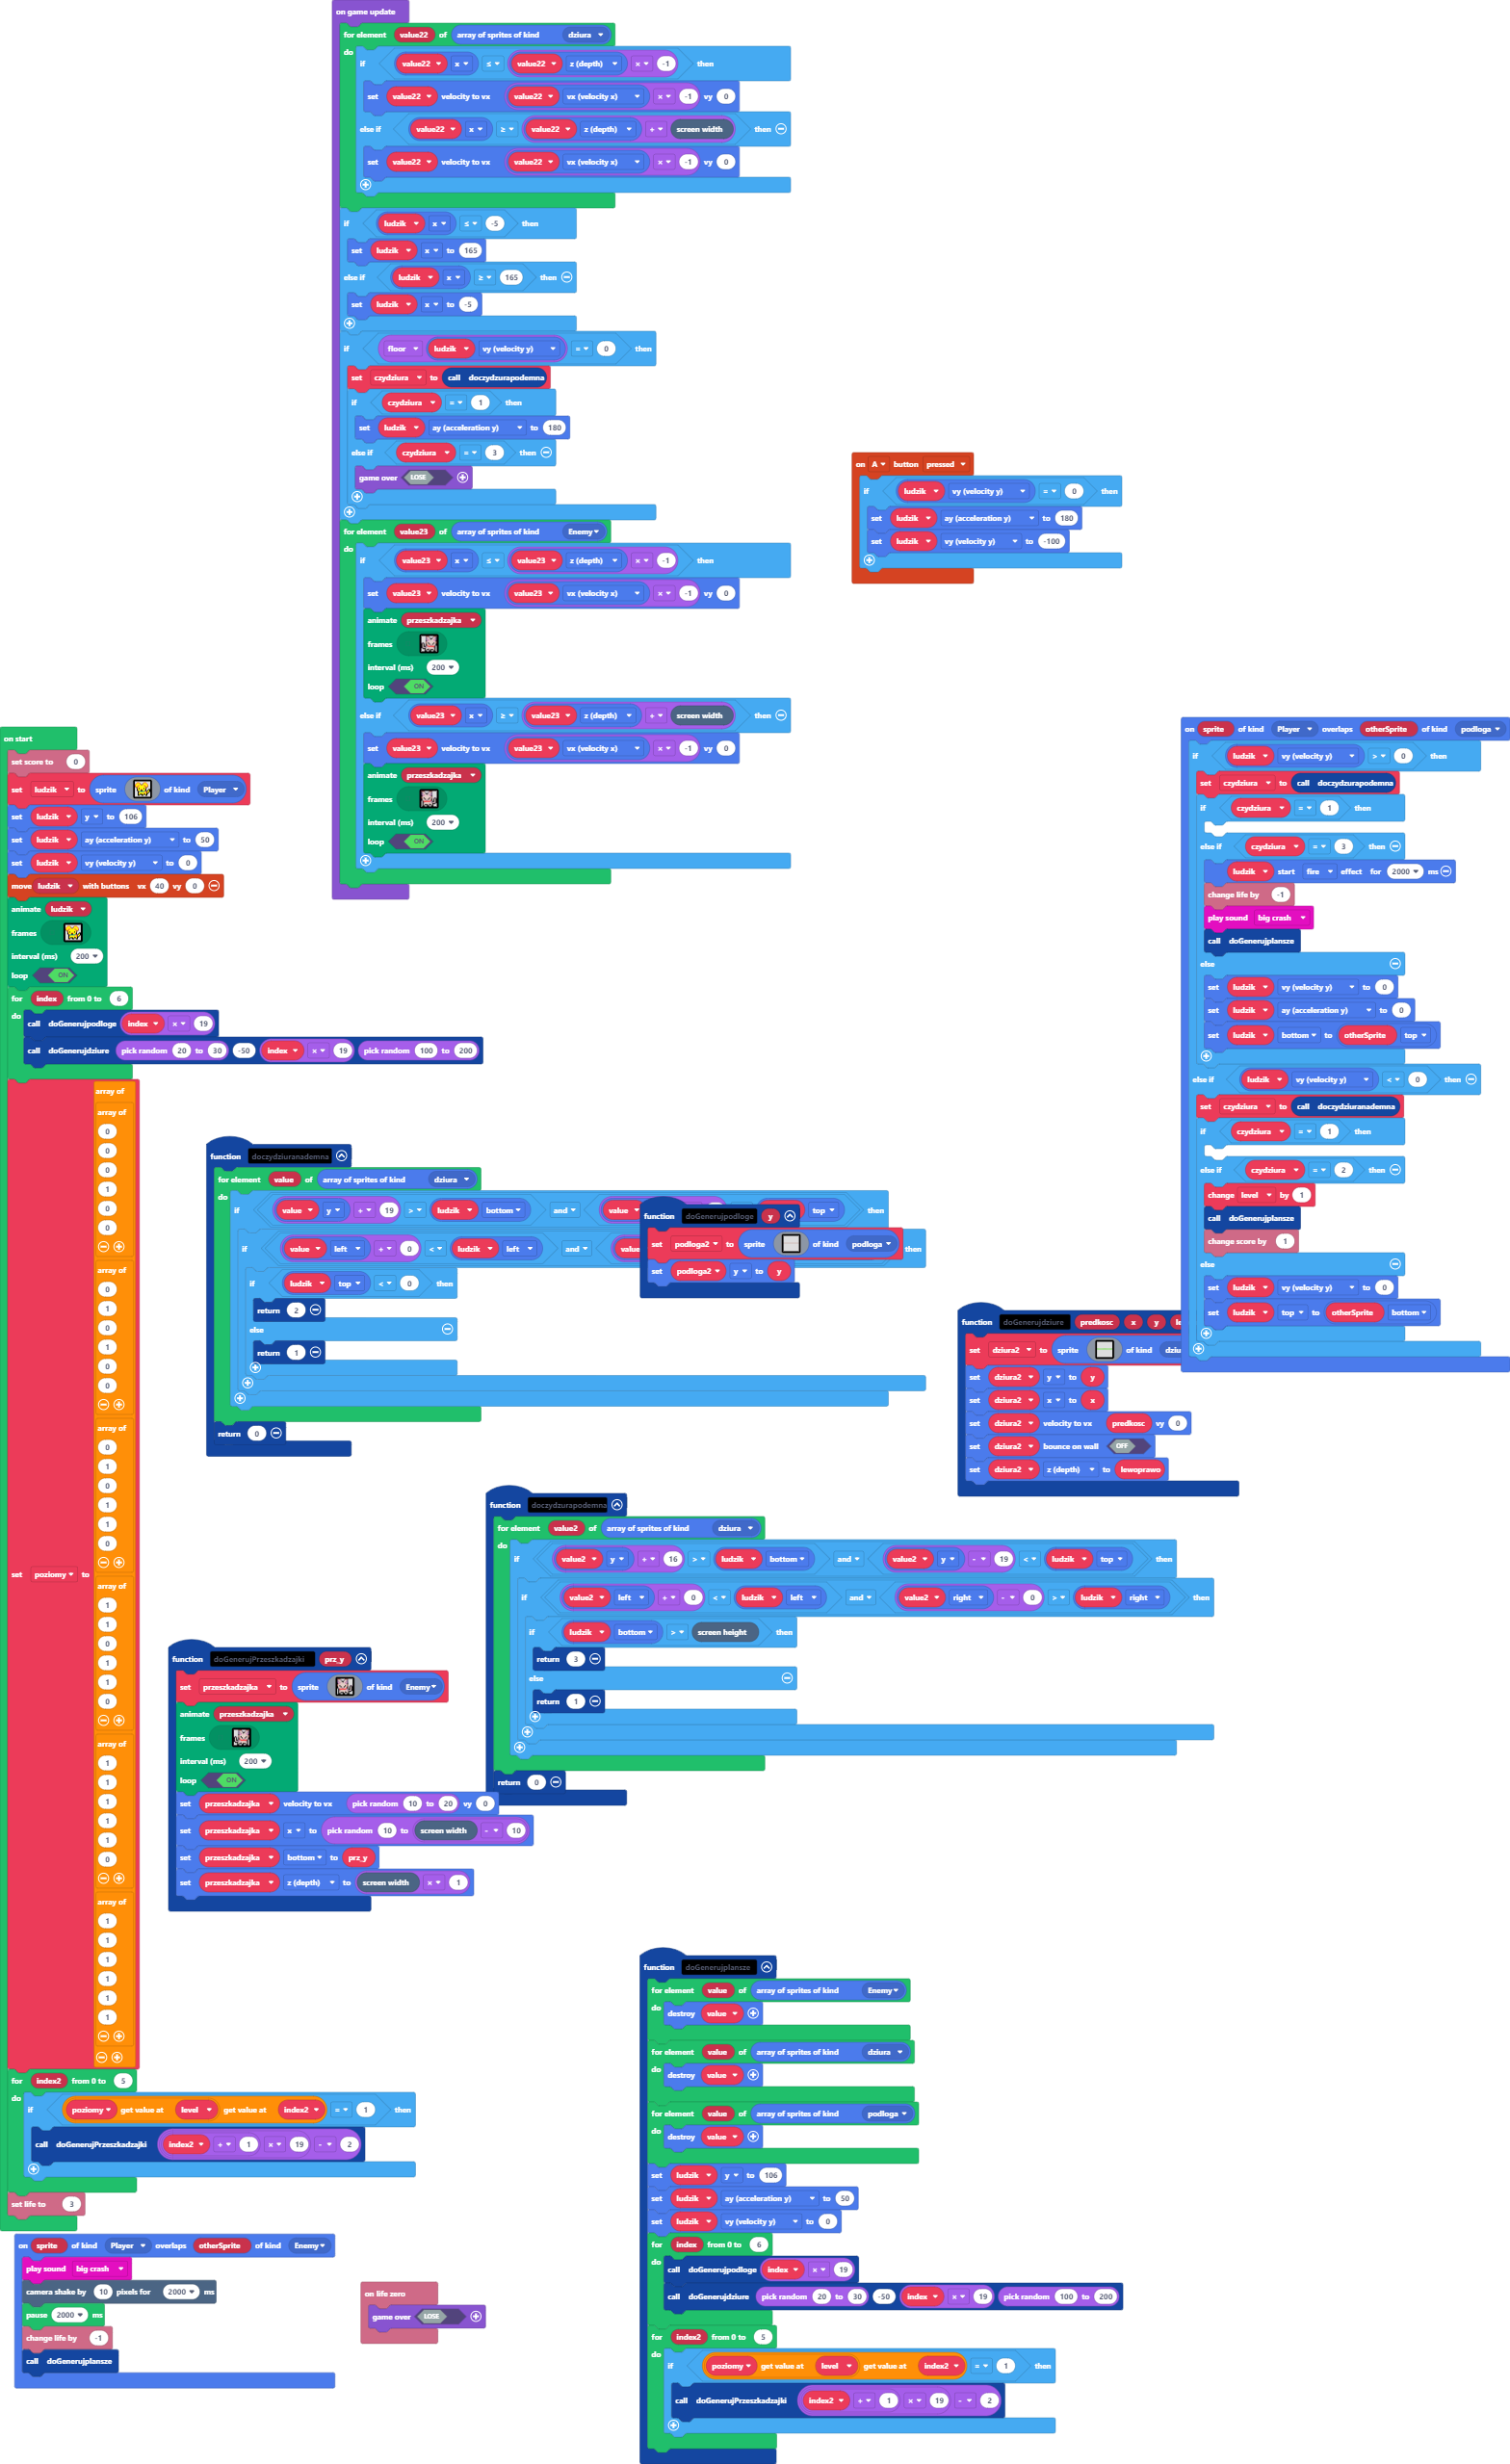 on game update
for element value22 of array of sprites of kind dziura
do
if value22 x ≤ value22 z (depth) × -1 then
set value22 velocity to vx value22 vx (velocity x) × -1 vy 0
else if value22 x ≥ value22 z (depth) + screen width then
set value22 velocity to vx value22 vx (velocity x) × -1 vy 0
if ludzik x ≤ -5 then
set ludzik x to 165
else if ludzik x ≥ 165 then
set ludzik x to -5
if floor ludzik vy (velocity y) = 0 then
set czydziura to call doczydzurapodemna
if czydziura = 1 then
set ludzik ay (acceleration y) to 180
else if czydziura = 3 then
game over LOSE
for element value23 of array of sprites of kind Enemy
do
if value23 x ≤ value23 z (depth) × -1 then
set value23 velocity to vx value23 vx (velocity x) × -1 vy 0
animate przeszkadzajka
frames
interval (ms) 200
loop ON
else if value23 x ≥ value23 z (depth) + screen width then
set value23 velocity to vx value23 vx (velocity x) × -1 vy 0
animate przeszkadzajka
frames
interval (ms) 200
loop ON
on A button pressed
if ludzik vy (velocity y) = 0 then
set ludzik ay (acceleration y) to 180
set ludzik vy (velocity y) to -100
on start
set score to 0
set ludzik to sprite of kind Player
set ludzik y to 106
set ludzik ay (acceleration y) to 50
set ludzik vy (velocity y) to 0
move ludzik with buttons vx 40 vy 0
animate ludzik
frames
interval (ms) 200
loop ON
for index from 0 to 6
do
call doGenerujpodloge index × 19
call doGenerujdziure pick random 20 to 30 -50 index × 19 pick random 100 to 200
set poziomy to
array of
array of
0
0
0
1
0
0
array of
0
1
0
1
0
0
array of
0
1
0
1
1
0
array of
1
1
0
1
1
0
array of
1
1
1
1
1
0
array of
1
1
1
1
1
1
for index2 from 0 to 5
do
if poziomy get value at level get value at index2 = 1 then
call doGenerujPrzeszkadzajki index2 + 1 × 19 - 2
set life to 3
on sprite of kind Player overlaps otherSprite of kind Enemy
play sound big crash
camera shake by 10 pixels for 2000 ms
pause 2000 ms
change life by -1
call doGenerujplansze
on life zero
game over LOSE
function doczydziuranademna
for element value of array of sprites of kind dziura
do
if value y + 19 > ludzik bottom and value top then
if value left + 0 < ludzik left and value then
if ludzik top < 0 then
return 2
else
return 1
return 0
function doGenerujpodloge y
set podloga2 to sprite of kind podloga
set podloga2 y to y
function doGenerujdziure predkosc x y
set dziura2 to sprite of kind
set dziura2 y to y
set dziura2 x to x
set dziura2 velocity to vx predkosc vy 0
set dziura2 bounce on wall OFF
set dziura2 z (depth) to lewoprawo
on sprite of kind Player overlaps otherSprite of kind podloga
if ludzik vy (velocity y) > 0 then
set czydziura to call doczydzurapodemna
if czydziura = 1 then
else if czydziura = 3 then
ludzik start fire effect for 2000 ms
change life by -1
play sound big crash
call doGenerujplansze
else
set ludzik vy (velocity y) to 0
set ludzik ay (acceleration y) to 0
set ludzik bottom to otherSprite top
else if ludzik vy (velocity y) < 0 then
set czydziura to call doczydziuranademna
if czydziura = 1 then
else if czydziura = 2 then
change level by 1
call doGenerujplansze
change score by 1
else
set ludzik vy (velocity y) to 0
set ludzik top to otherSprite bottom
function doczydzurapodemna
for element value2 of array of sprites of kind dziura
do
if value2 y + 16 > ludzik bottom and value2 y - 19 < ludzik top then
if value2 left + 0 < ludzik left and value2 right - 0 > ludzik right then
if ludzik bottom > screen height then
return 3
else
return 1
return 0
function doGenerujPrzeszkadzajki prz_y
set przeszkadzajka to sprite of kind Enemy
animate przeszkadzajka
frames
interval (ms) 200
loop ON
set przeszkadzajka velocity to vx pick random 10 to 20 vy 0
set przeszkadzajka x to pick random 10 to screen width - 10
set przeszkadzajka bottom to prz_y
set przeszkadzajka z (depth) to screen width × 1
function doGenerujplansze
for element value of array of sprites of kind Enemy
do destroy value
for element value of array of sprites of kind dziura
do destroy value
for element value of array of sprites of kind podloga
do destroy value
set ludzik y to 106
set ludzik ay (acceleration y) to 50
set ludzik vy (velocity y) to 0
for index from 0 to 6
do
call doGenerujpodloge index × 19
call doGenerujdziure pick random 20 to 30 -50 index × 19 pick random 100 to 200
for index2 from 0 to 5
do
if poziomy get value at level get value at index2 = 1 then
call doGenerujPrzeszkadzajki index2 + 1 × 19 - 2